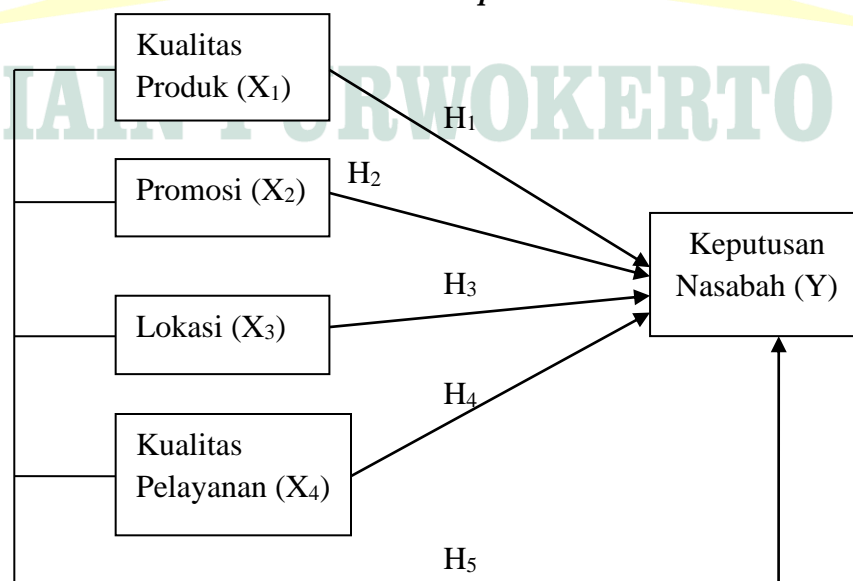 IAIN PURWOKERTO
Kualitas
Produk (X₁)
H₁
H₂
Promosi (X₂)
Keputusan
Nasabah (Y)
H₃
Lokasi (X₃)
H₄
Kualitas
Pelayanan (X₄)
H₅